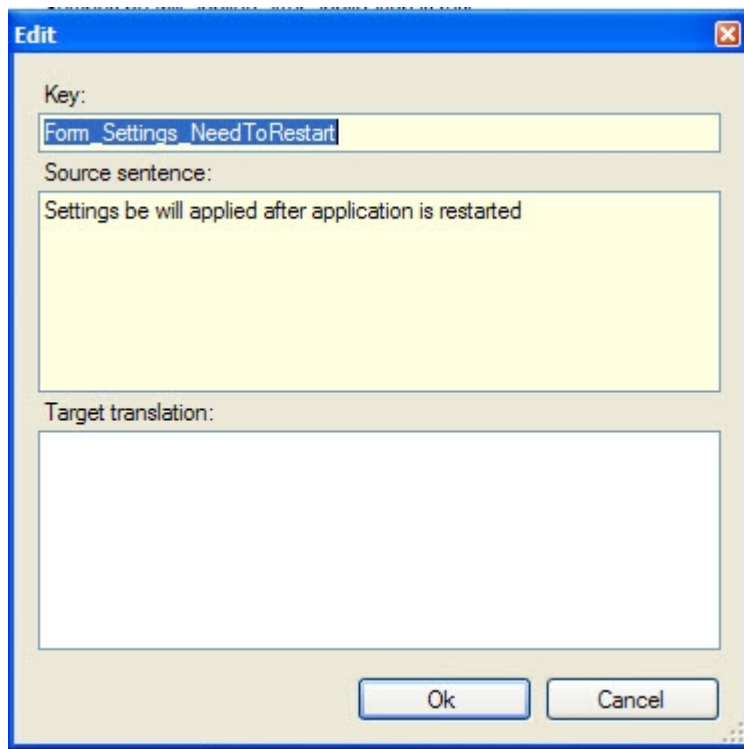 Edit
Key:
Form_Settings_NeedToRestart
Source sentence:
Settings be will applied after application is restarted
Target translation:
Ok
Cancel